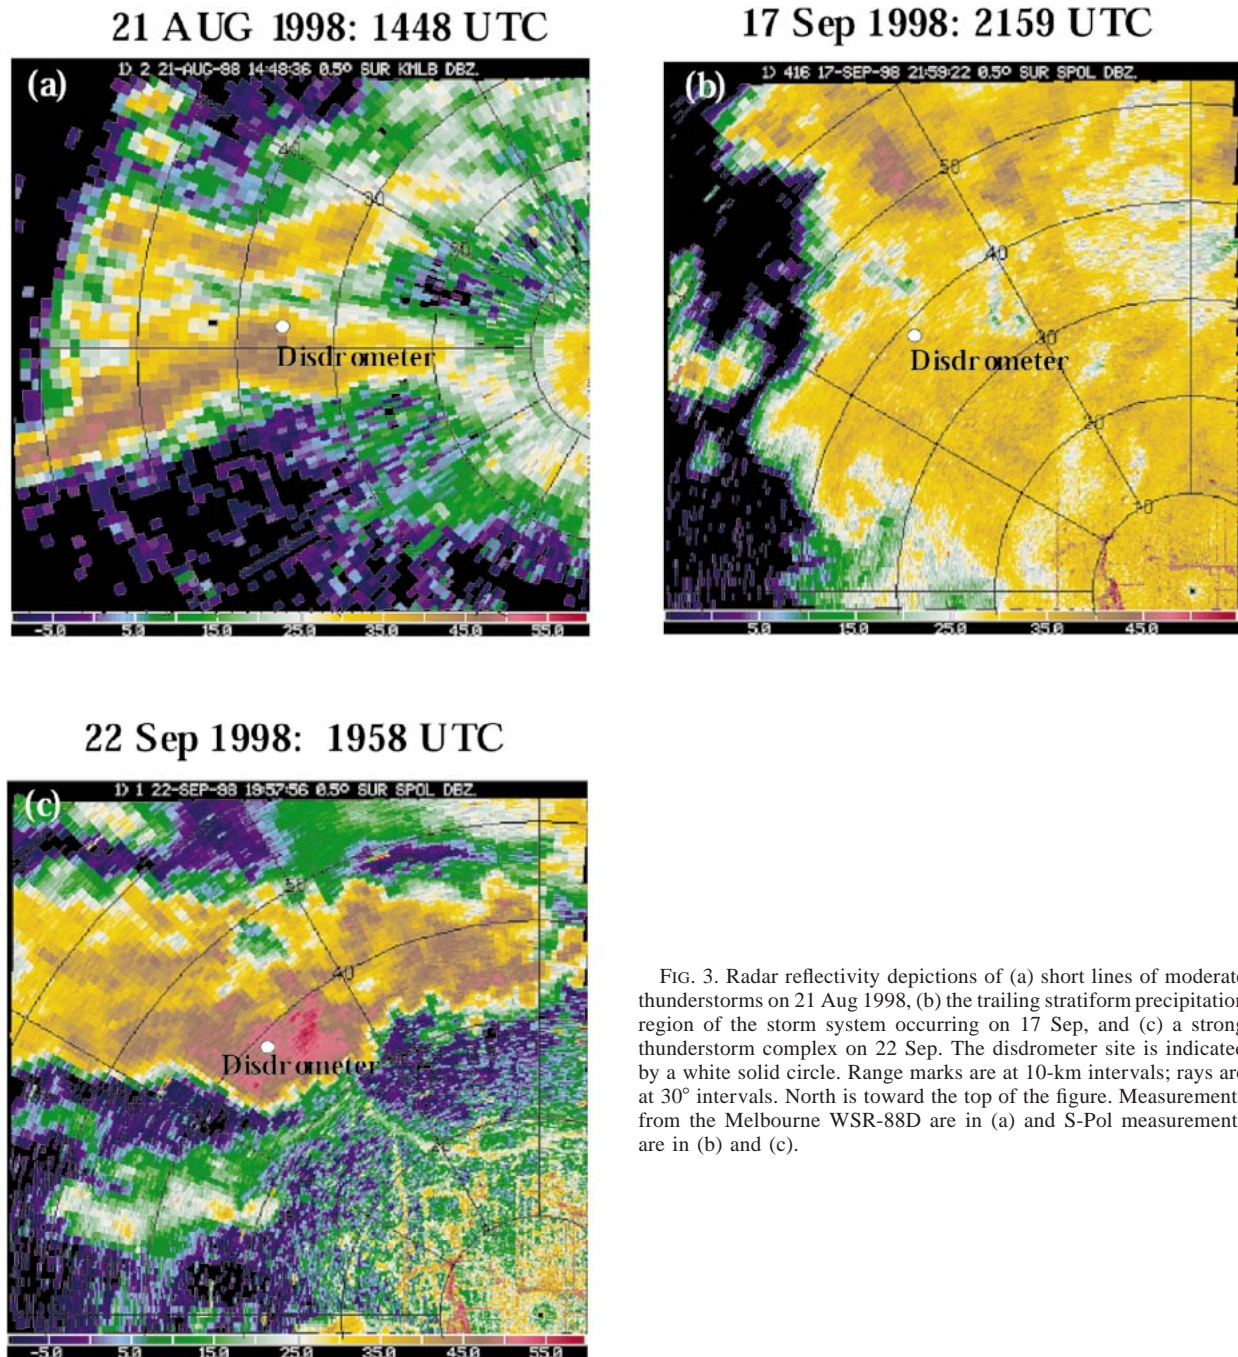 21 AUG 1998: 1448 UTC
17 Sep 1998: 2159 UTC
(a)
1) 2 21-AUG-98 14:48:36 0.5º SUR KMLB DBZ.
40
30
20
Disdrometer
-5.0 5.0 15.0 25.0 35.0 45.0 55.0
(b)
1) 416 17-SEP-98 21:59:22 0.5º SUR SPOL DBZ.
50
40
30
Disdrometer
20
10
5.0 15.0 25.0 35.0 45.0
22 Sep 1998: 1958 UTC
(c)
1) 1 22-SEP-98 19:57:56 0.5º SUR SPOL DBZ.
50
40
Disdrometer
20
-5.0 5.0 15.0 25.0 35.0 45.0 55.0
FIG. 3. Radar reflectivity depictions of (a) short lines of moderate
thunderstorms on 21 Aug 1998, (b) the trailing stratiform precipitation
region of the storm system occurring on 17 Sep, and (c) a strong
thunderstorm complex on 22 Sep. The disdrometer site is indicated
by a white solid circle. Range marks are at 10-km intervals; rays are
at 30° intervals. North is toward the top of the figure. Measurement
from the Melbourne WSR-88D are in (a) and S-Pol measurement
are in (b) and (c).